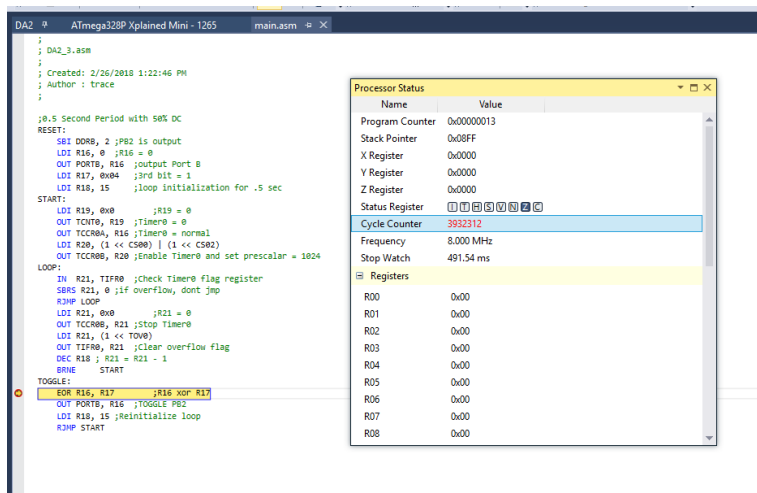 DA2 ATmega328P Xplained Mini - 1265 main.asm
;
; DA2_3.asm
;
; Created: 2/26/2018 1:22:46 PM
; Author : trace
;
;0.5 Second Period with 50% DC
RESET:
SBI DDRB, 2 ;PB2 is output
LDI R16, 0 ;R16 = 0
OUT PORTB, R16 ;output Port B
LDI R17, 0x04 ;3rd bit = 1
LDI R18, 15 ;loop initialization for .5 sec
START:
LDI R19, 0x0 ;R19 = 0
OUT TCNT0, R19 ;Timer0 = 0
OUT TCCR0A, R16 ;Timer0 = normal
LDI R20, (1 << CS00) | (1 << CS02)
OUT TCCR0B, R20 ;Enable Timer0 and set prescalar = 1024
LOOP:
IN R21, TIFR0 ;Check Timer0 flag register
SBRS R21, 0 ;if overflow, dont jmp
RJMP LOOP
LDI R21, 0x0 ;R21 = 0
OUT TCCR0B, R21 ;Stop Timer0
LDI R21, (1 << TOV0)
OUT TIFR0, R21 ;Clear overflow flag
DEC R18 ; R21 = R21 - 1
BRNE START
TOGGLE:
EOR R16, R17 ;R16 xor R17
OUT PORTB, R16 ;TOGGLE PB2
LDI R18, 15 ;Reinitialize loop
RJMP START
Processor Status
Name Value
Program Counter 0x00000013
Stack Pointer 0x08FF
X Register 0x0000
Y Register 0x0000
Z Register 0x0000
Status Register I T H S V N Z C
Cycle Counter 3932312
Frequency 8.000 MHz
Stop Watch 491.54 ms
Registers
R00 0x00
R01 0x00
R02 0x00
R03 0x00
R04 0x00
R05 0x00
R06 0x00
R07 0x00
R08 0x00